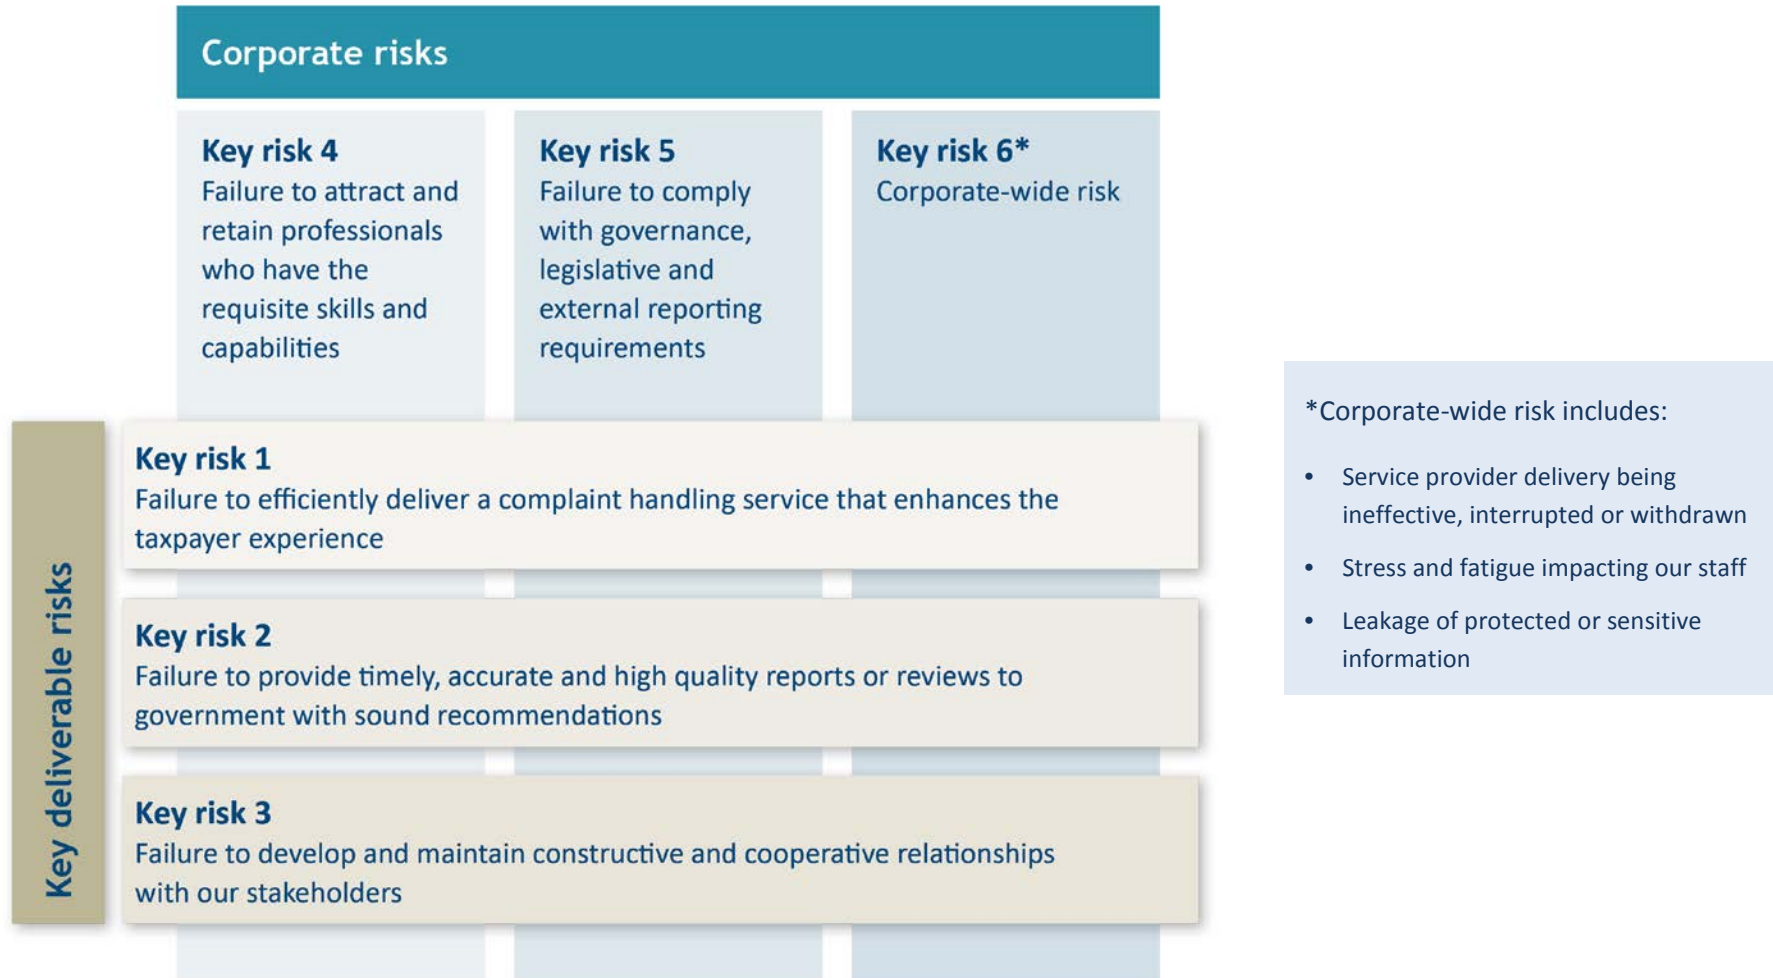 Corporate risks
Key risk 4
Failure to attract and
retain professionals
who have the
requisite skills and
capabilities
Key risk 5
Failure to comply
with governance,
legislative and
external reporting
requirements
Key risk 6*
Corporate-wide risk
Key deliverable risks
Key risk 1
Failure to efficiently deliver a complaint handling service that enhances the
taxpayer experience
Key risk 2
Failure to provide timely, accurate and high quality reports or reviews to
government with sound recommendations
Key risk 3
Failure to develop and maintain constructive and cooperative relationships
with our stakeholders
*Corporate-wide risk includes:
• Service provider delivery being
ineffective, interrupted or withdrawn
• Stress and fatigue impacting our staff
• Leakage of protected or sensitive
information